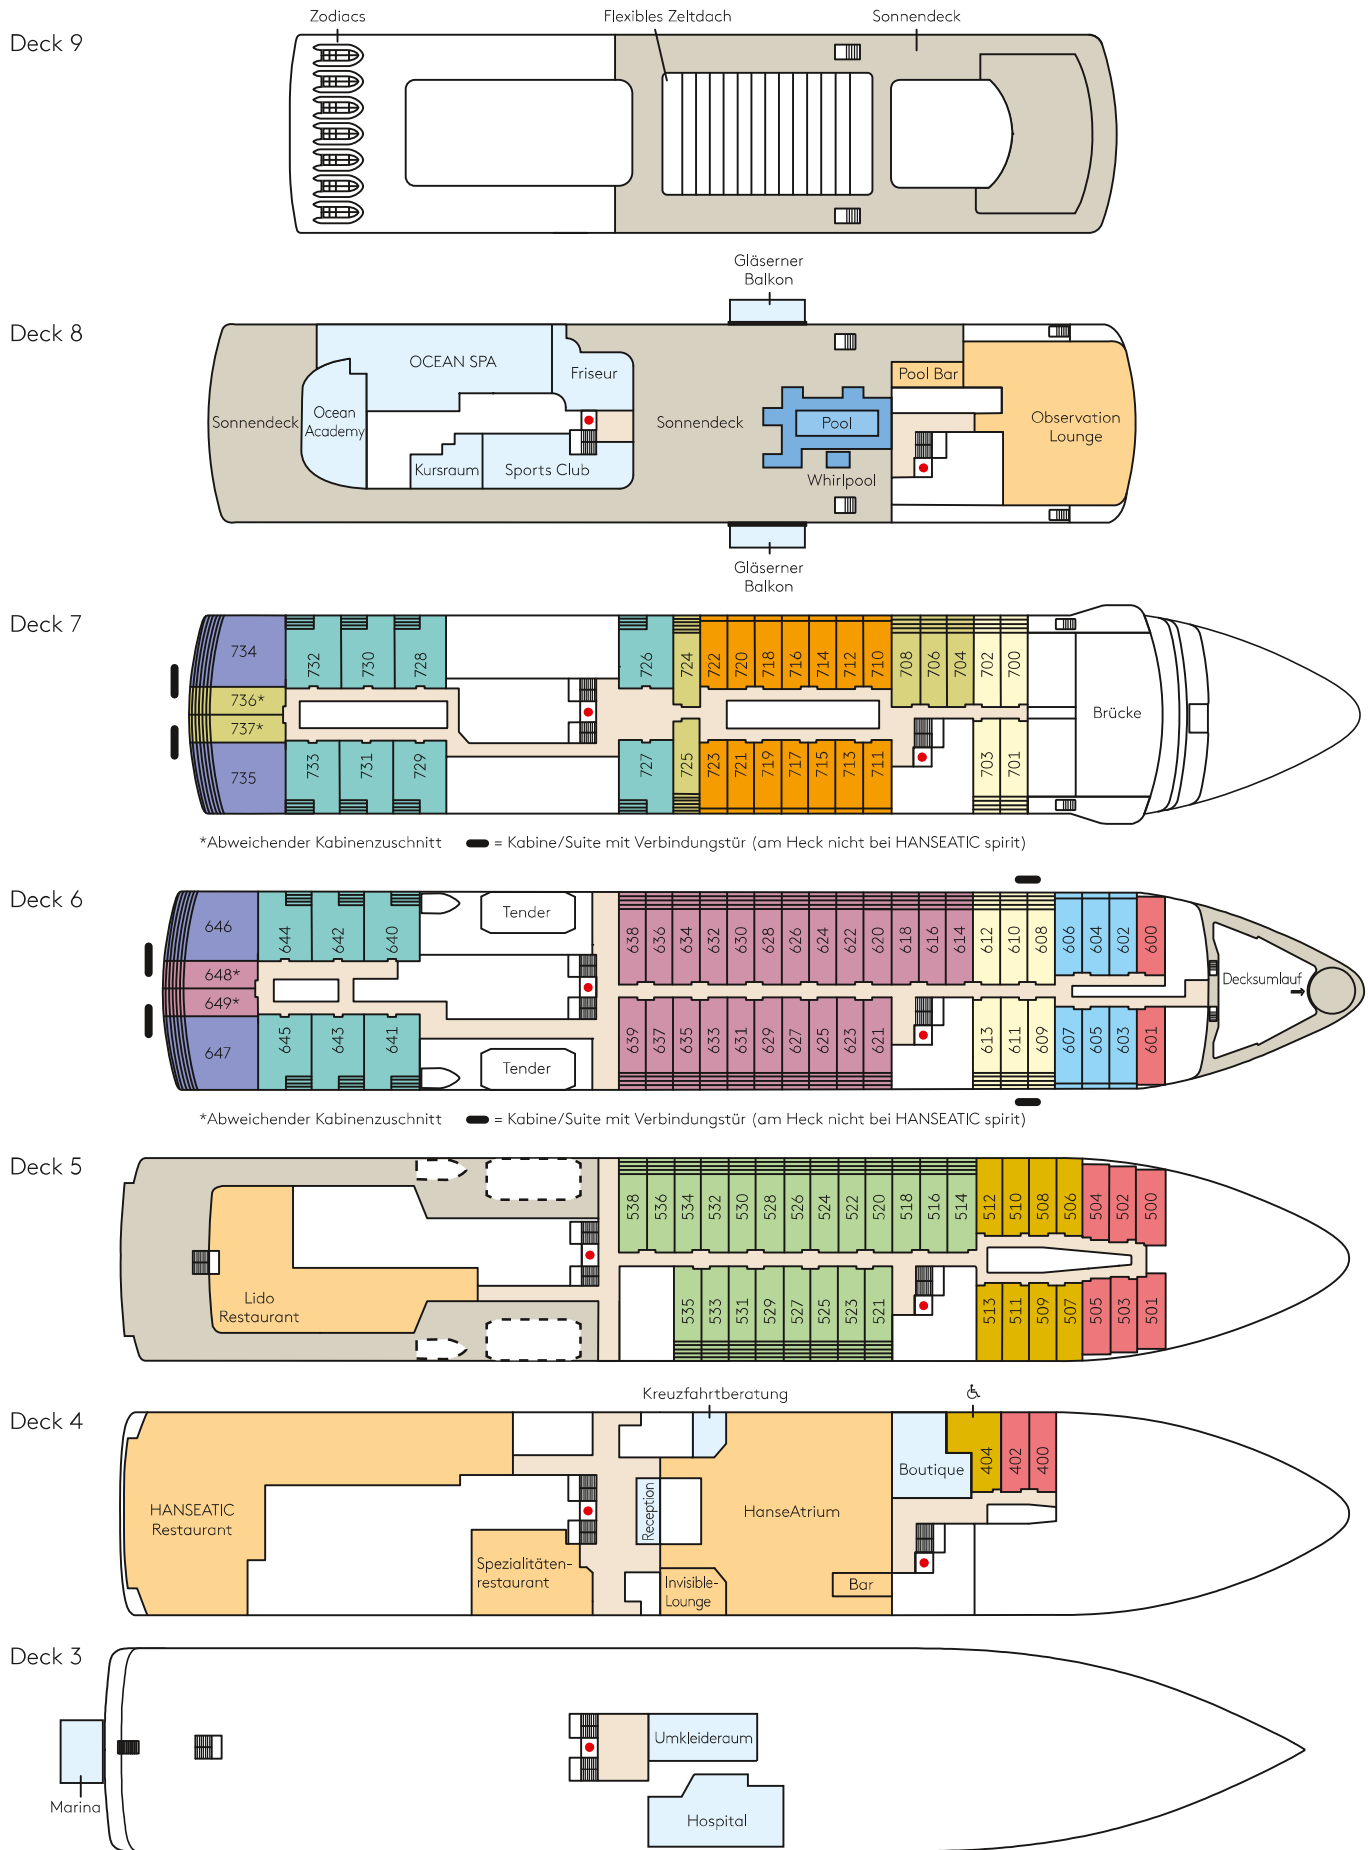 Zodiacs
Flexibles Zeltdach
Sonnendeck
Deck 9
Gläserner
Balkon
Deck 8
OCEAN SPA
Friseur
Pool Bar
Sonnendeck
Ocean
Academy
Sonnendeck
Pool
Observation
Lounge
Kursraum
Sports Club
Whirlpool
Gläserner
Balkon
Deck 7
734
732
730
728
726
724
722
720
718
716
714
712
710
708
706
704
702
700
736*
737*
Brücke
735
733
731
729
727
725
723
721
719
717
715
713
711
703
701
*Abweichender Kabinenzuschnitt
= Kabine/Suite mit Verbindungstür (am Heck nicht bei HANSEATIC spirit)
Deck 6
Tender
646
644
642
640
638
636
634
632
630
628
626
624
622
620
618
616
614
612
610
608
606
604
602
600
648*
649*
Decksumlauf
647
645
643
641
639
637
635
633
631
629
627
625
623
621
613
611
609
607
605
603
601
Tender
*Abweichender Kabinenzuschnitt
= Kabine/Suite mit Verbindungstür (am Heck nicht bei HANSEATIC spirit)
Deck 5
538
536
534
532
530
528
526
524
522
520
518
516
514
512
510
508
506
504
502
500
Lido
Restaurant
535
533
531
529
527
525
523
521
513
511
509
507
505
503
501
Kreuzfahrtberatung
Deck 4
404
402
400
Boutique
HANSEATIC
Restaurant
Reception
HanseAtrium
Spezialitäten-
restaurant
Invisible-
Lounge
Bar
Deck 3
Umkleideraum
Marina
Hospital